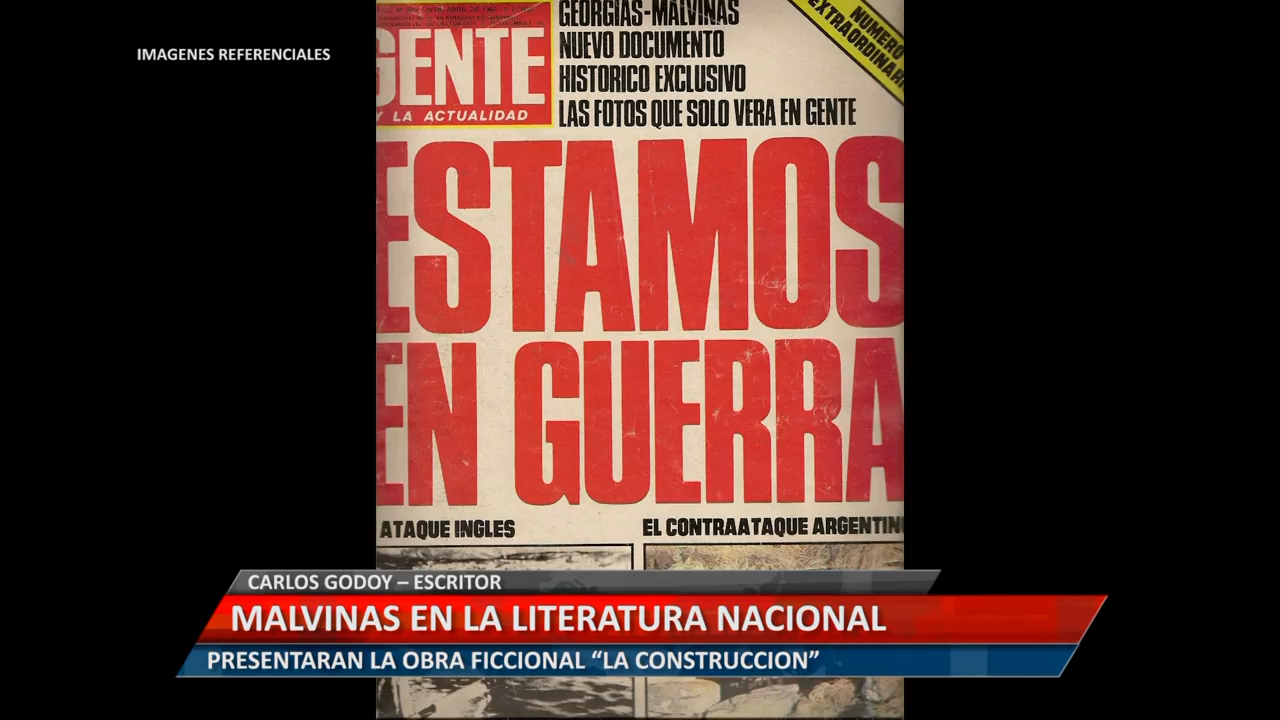 IMAGENES REFERENCIALES
GENTE
Y LA ACTUALIDAD
GEORGIAS-MALVINAS
NUEVO DOCUMENTO
HISTORICO EXCLUSIVO
LAS FOTOS QUE SOLO VERA EN GENTE
NUMERO
EXTRAORDINARI
ESTAMOS
EN GUERRA
ATAQUE INGLES
EL CONTRAATAQUE ARGENTIN
CARLOS GODOY – ESCRITOR
MALVINAS EN LA LITERATURA NACIONAL
PRESENTARAN LA OBRA FICCIONAL “LA CONSTRUCCION”